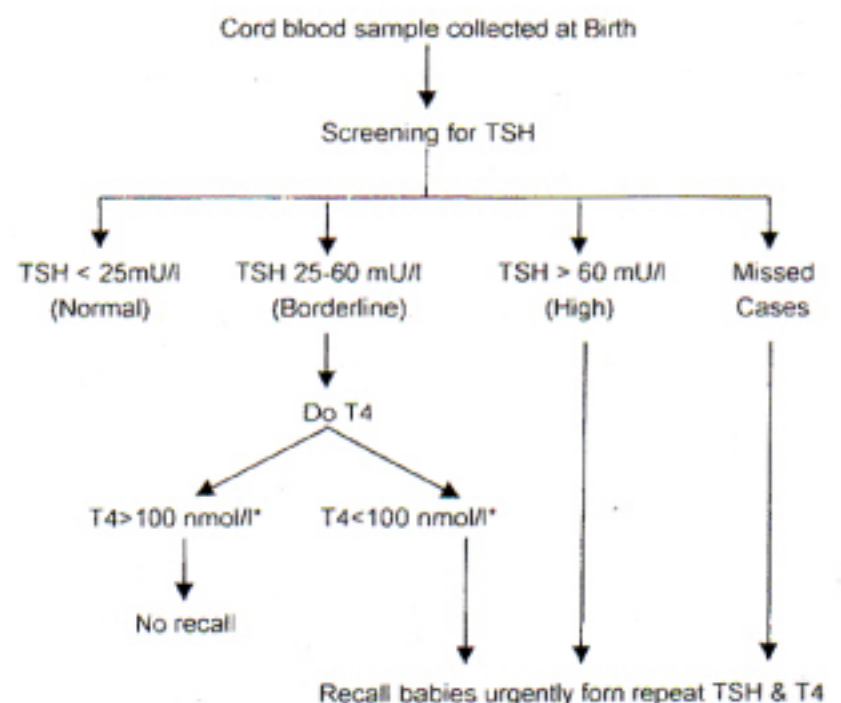 Cord blood sample collected at Birth
Screening for TSH
TSH < 25mU/l
(Normal)
TSH 25-60 mU/l
(Borderline)
TSH > 60 mU/l
(High)
Missed
Cases
Do T4
T4>100 nmol/l*
T4<100 nmol/l*
No recall
Recall babies urgently forn repeat TSH & T4